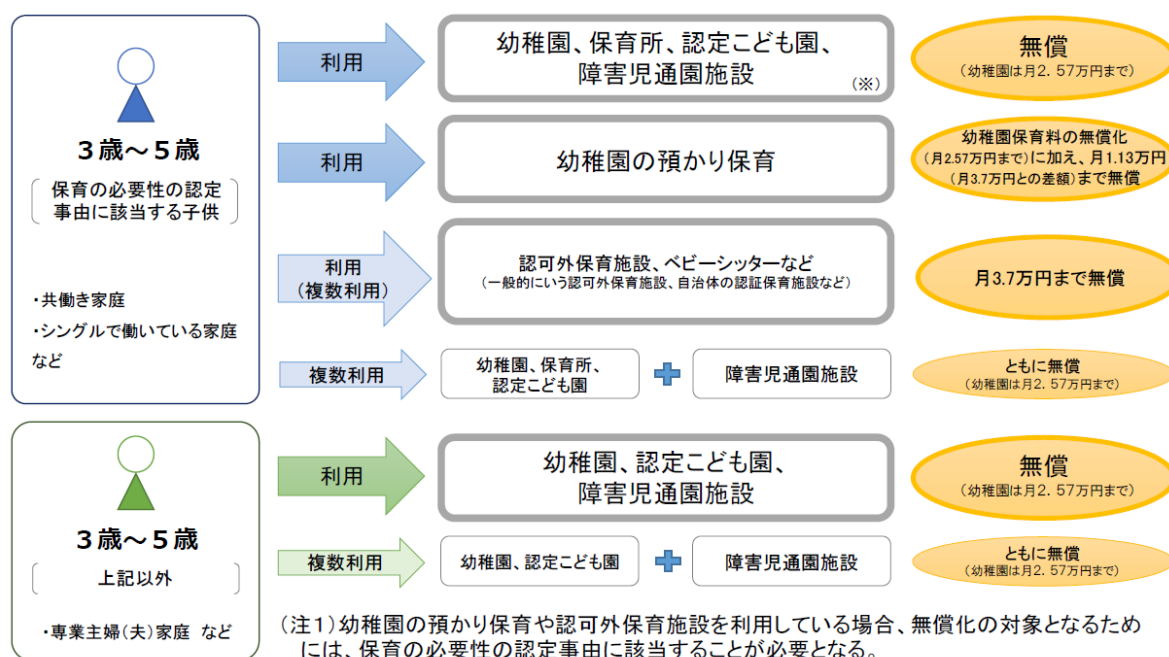 3歳～5歳
保育の必要性の認定
事由に該当する子供
・共働き家庭
・シングルで働いている家庭
など
利用
幼稚園、保育所、認定こども園、
障害児通園施設
(※)
無償
(幼稚園は月2．57万円まで)
利用
幼稚園の預かり保育
幼稚園保育料の無償化
(月2.57万円まで)に加え、月1.13万円
(月3.7万円との差額)まで無償
利用
(複数利用)
認可外保育施設、ベビーシッターなど
(一般的にいう認可外保育施設、自治体の認証保育施設など)
月3.7万円まで無償
複数利用
幼稚園、保育所、
認定こども園
障害児通園施設
ともに無償
(幼稚園は月2．57万円まで)
3歳～5歳
上記以外
・専業主婦(夫)家庭 など
利用
幼稚園、認定こども園、
障害児通園施設
無償
(幼稚園は月2．57万円まで)
複数利用
幼稚園、認定こども園
障害児通園施設
ともに無償
(幼稚園は月2．57万円まで)
(注1)幼稚園の預かり保育や認可外保育施設を利用している場合、無償化の対象となるため
には、保育の必要性の認定事由に該当することが必要となる。